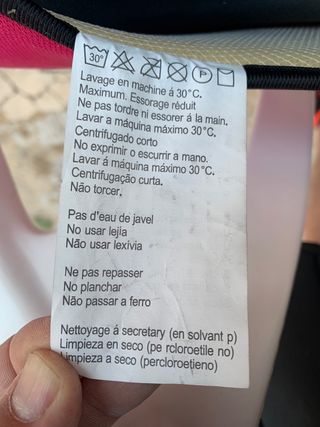 30°
P
Lavage en machine á 30°C.
Maximum. Essorage réduit
Ne pas tordre ni essorer á la main.
Lavar a máquina máximo 30°C.
Centrifugado corto
No exprimir o escurrir a mano.
Lavar á máquina máximo 30°C.
Centrifugação curta.
Não torcer.
Pas d'eau de javel
No usar lejia
Não usar lexívia
Ne pas repasser
No planchar
Não passar a ferro
Nettoyage á secretary (en solvant p)
Limpieza en seco (pe rcloroetile no)
Limpieza a seco (percloroetieno)